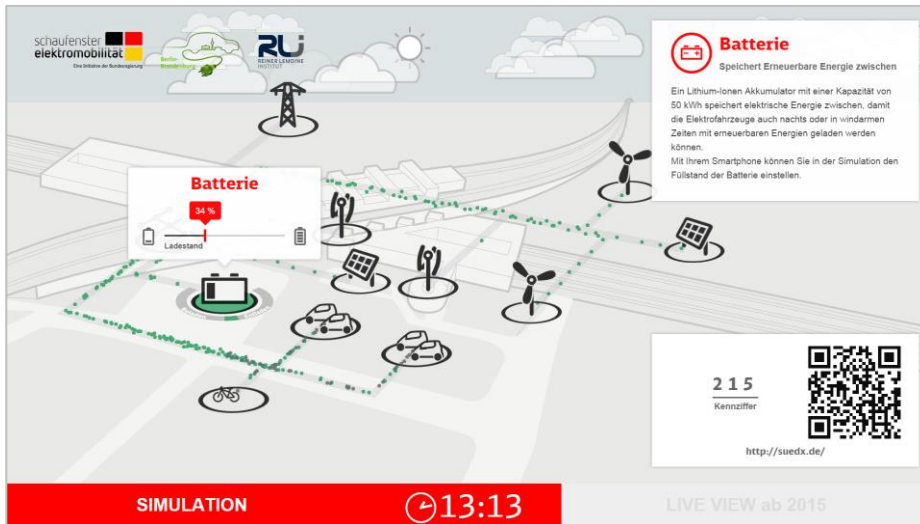 schaufenster
elektromobilität
Eine Initiative der Bundesregierung
Berlin-
Brandenburg
RLI
REINER LEMOINE
INSTITUT
Batterie
Speichert Erneuerbare Energie zwischen
Ein Lithium-Ionen Akkumulator mit einer Kapazität von
50 kWh speichert elektrische Energie zwischen, damit
die Elektrofahrzeuge auch nachts oder in windarmen
Zeiten mit erneuerbaren Energien geladen werden
können.
Mit Ihrem Smartphone können Sie in der Simulation den
Füllstand der Batterie einstellen.
Batterie
34 %
Ladestand
215
Kennziffer
http://suedx.de/
SIMULATION
13:13
LIVE VIEW ab 2015